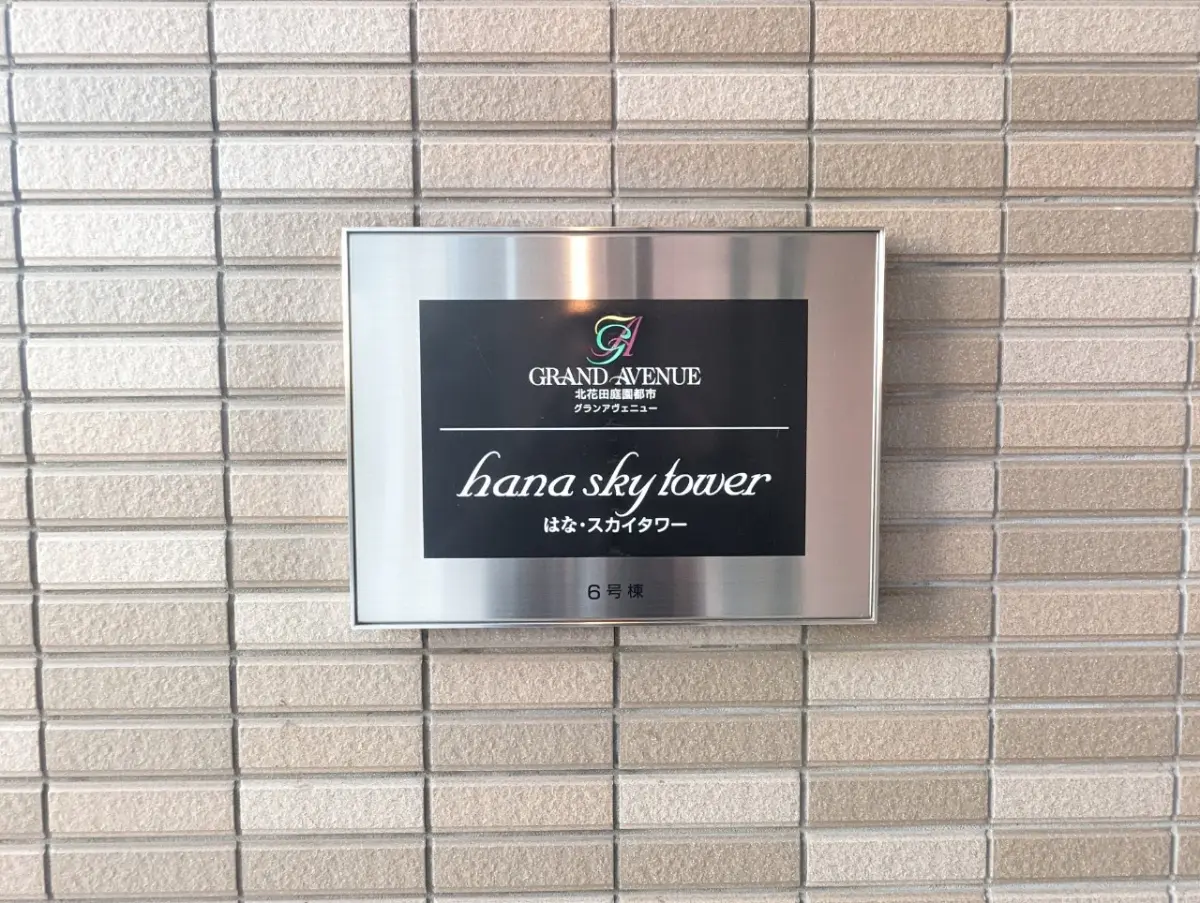 GRAND AVENUE
北花田庭園都市
グランアヴェニュー
hana sky tower
はな・スカイタワー
6号棟